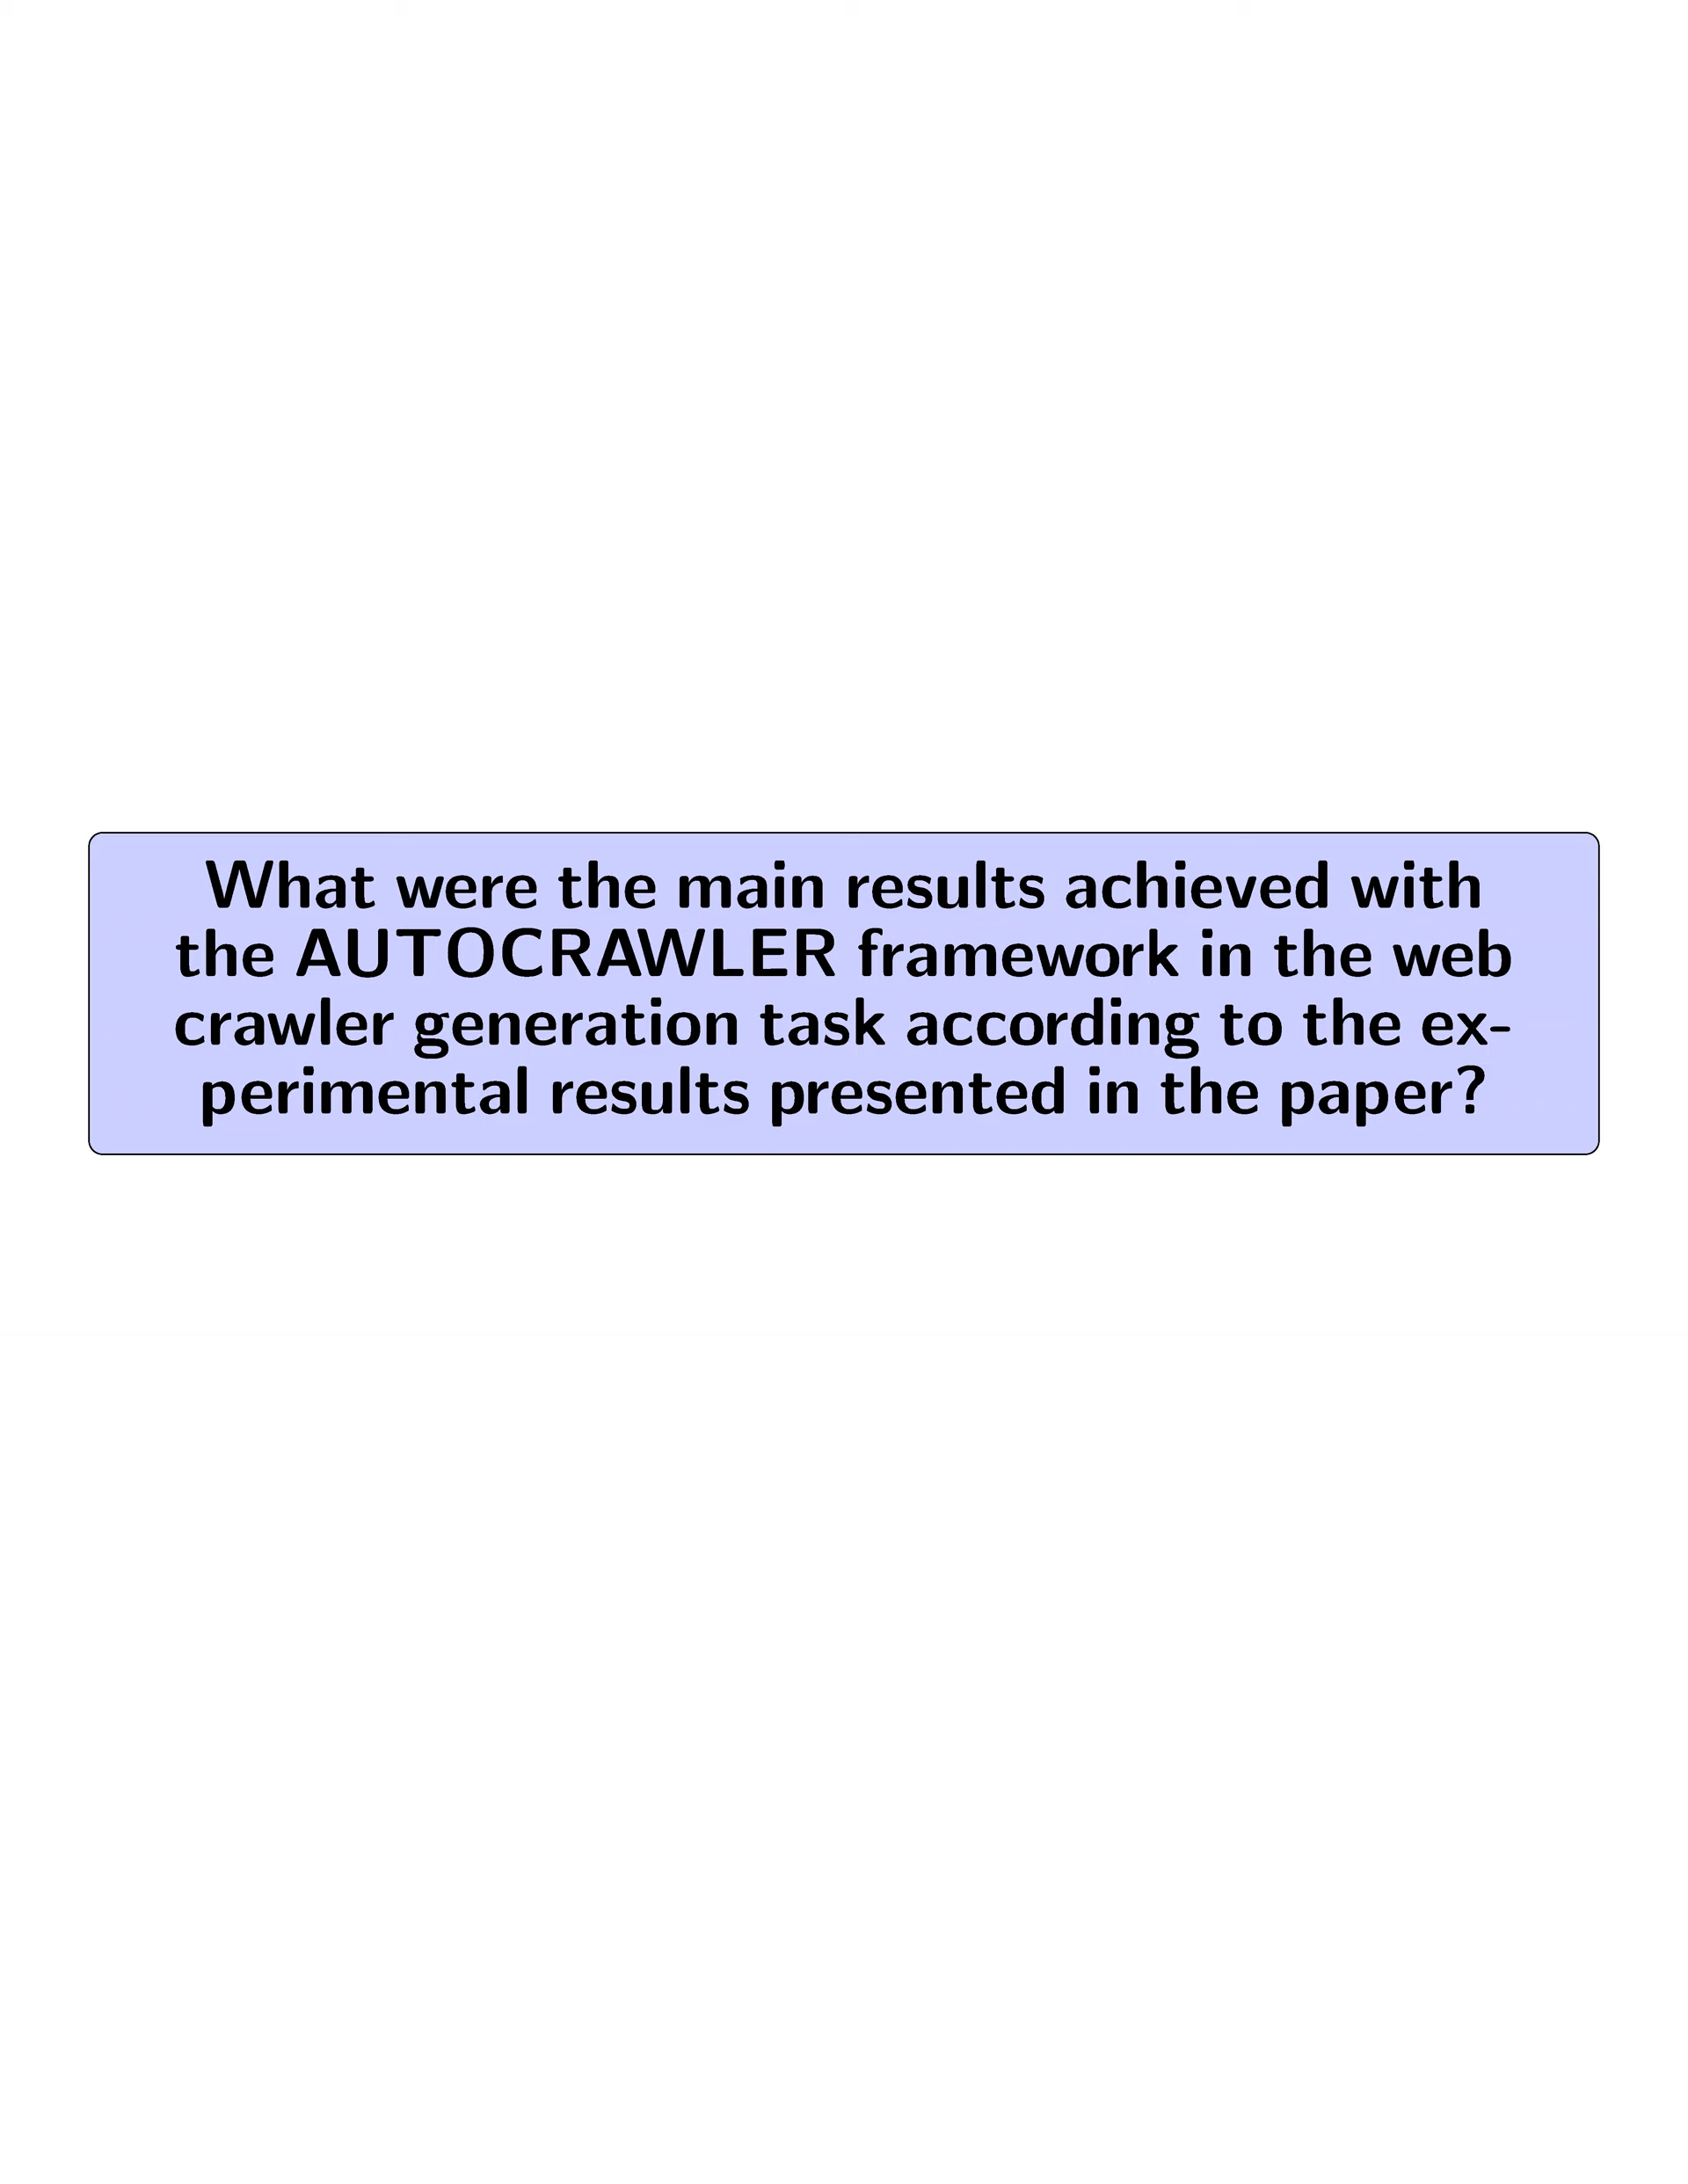 What were the main results achieved with
the AUTOCRAWLER framework in the web
crawler generation task according to the ex-
perimental results presented in the paper?